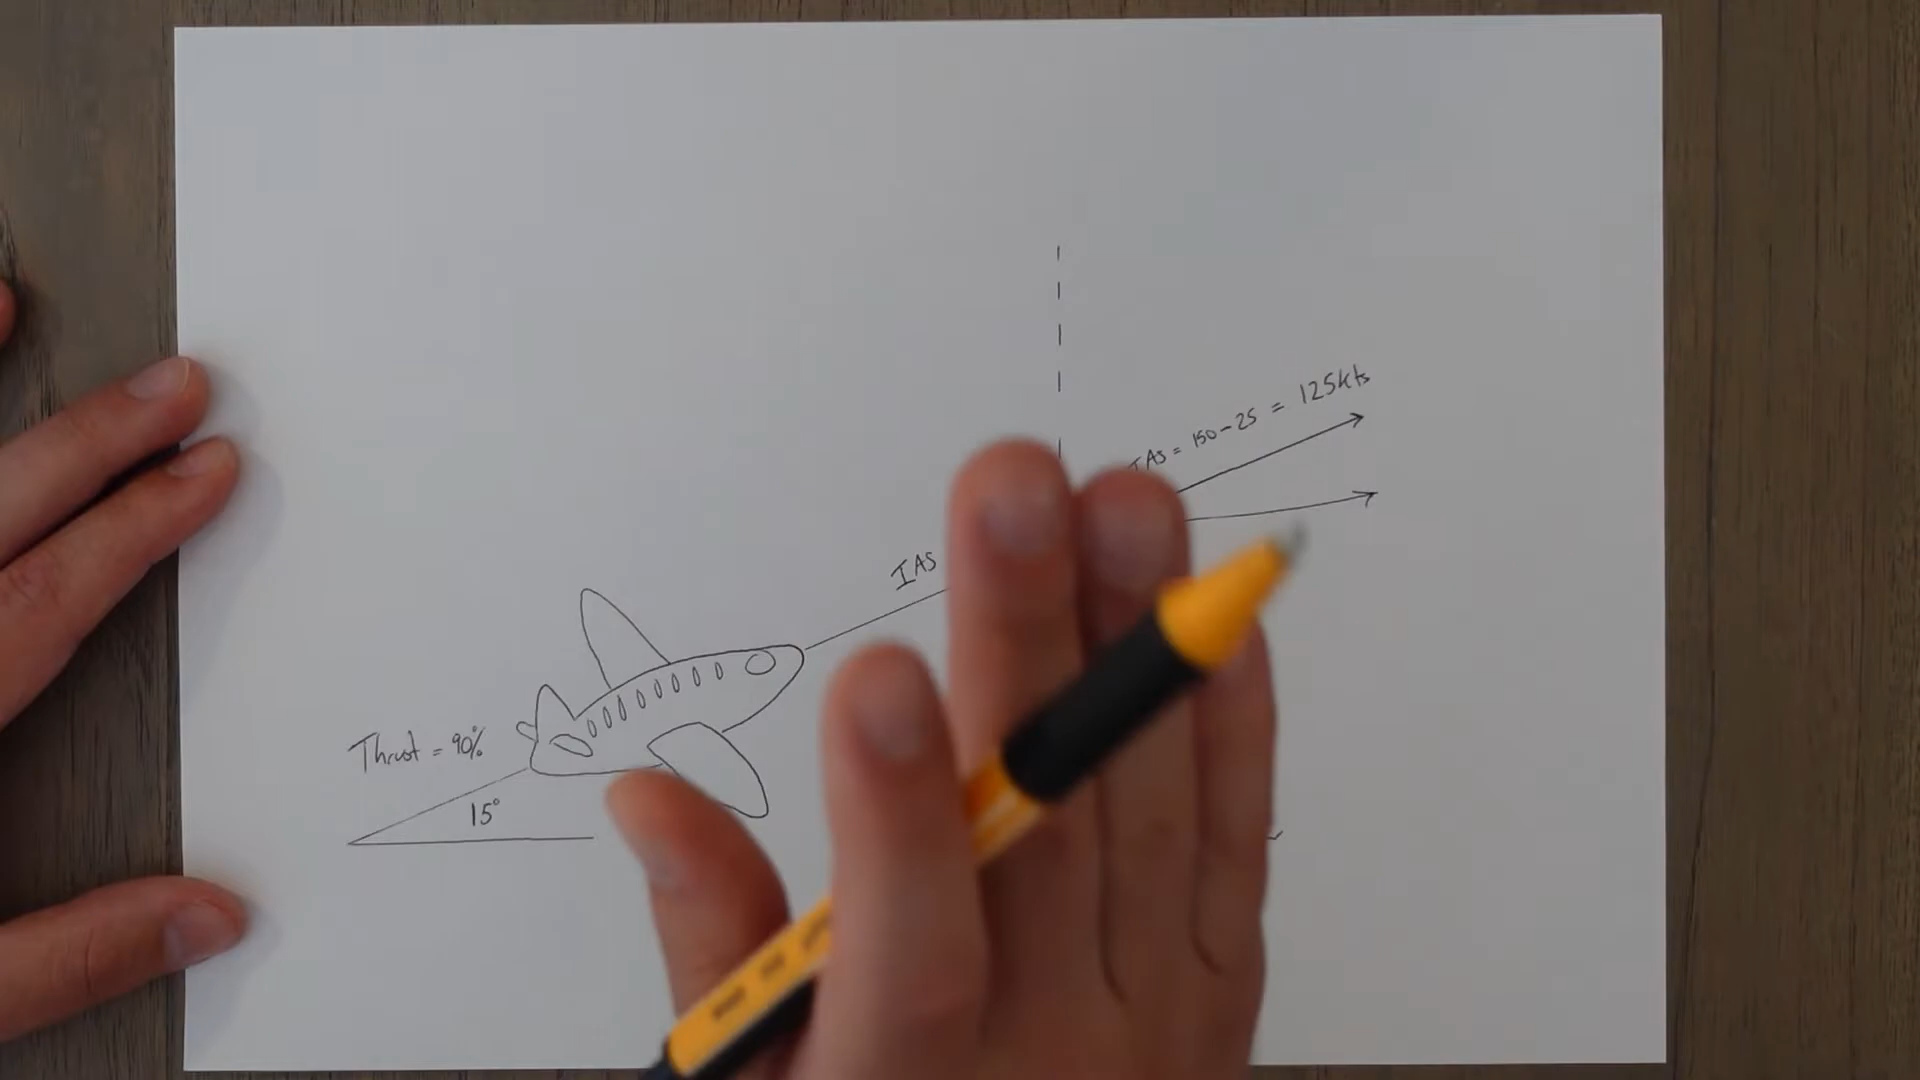 IAS = 150-25 = 125kts
IAS
Thrust = 90%
15°